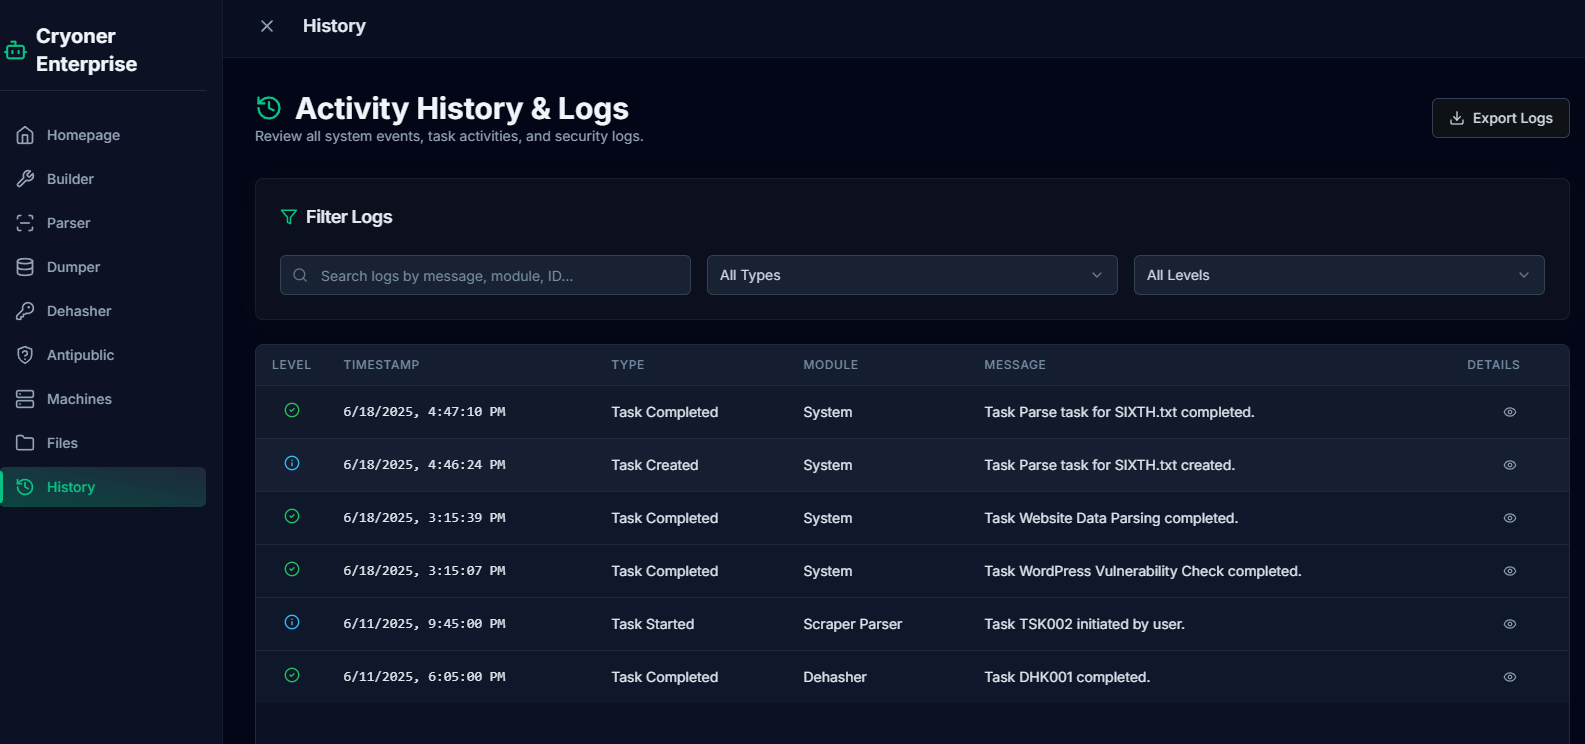 Cryoner
Enterprise
Homepage
Builder
Parser
Dumper
Dehasher
Antipublic
Machines
Files
History
History
Activity History & Logs
Review all system events, task activities, and security logs.
Export Logs
Filter Logs
Search logs by message, module, ID...
All Types
All Levels
LEVEL TIMESTAMP TYPE MODULE MESSAGE DETAILS
6/18/2025, 4:47:10 PM Task Completed System Task Parse task for SIXTH.txt completed.
6/18/2025, 4:46:24 PM Task Created System Task Parse task for SIXTH.txt created.
6/18/2025, 3:15:39 PM Task Completed System Task Website Data Parsing completed.
6/18/2025, 3:15:07 PM Task Completed System Task WordPress Vulnerability Check completed.
6/11/2025, 9:45:00 PM Task Started Scraper Parser Task TSK002 initiated by user.
6/11/2025, 6:05:00 PM Task Completed Dehasher Task DHK001 completed.